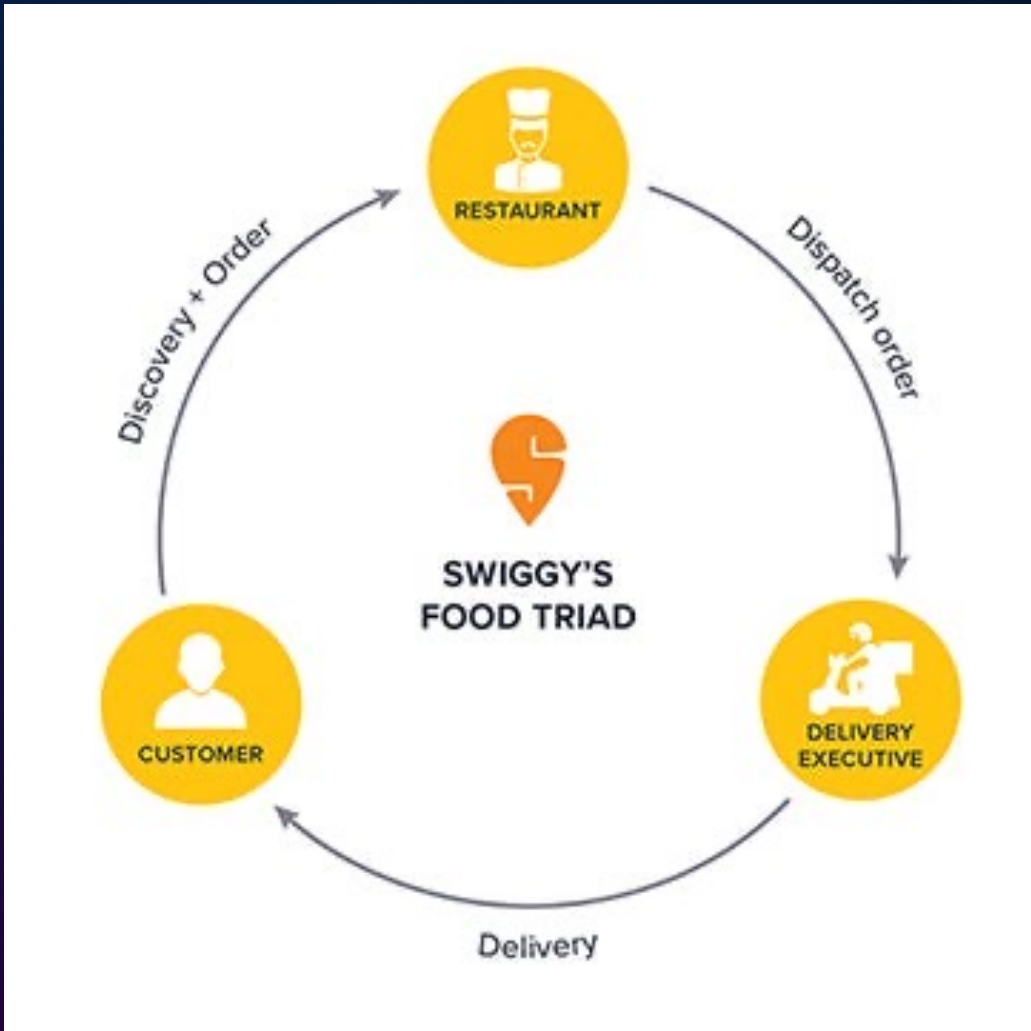 RESTAURANT
Discovery + Order
Dispatch order
SWIGGY'S
FOOD TRIAD
CUSTOMER
DELIVERY
EXECUTIVE
Delivery